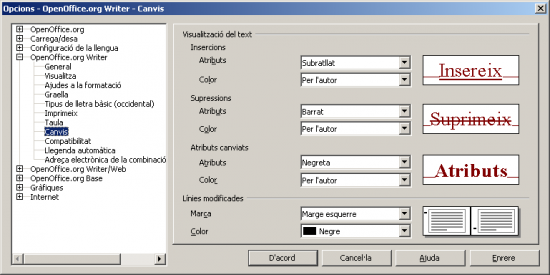 Opcions - OpenOffice.org Writer - Canvis
OpenOffice.org
Carrega/desa
Configuració de la llengua
OpenOffice.org Writer
General
Visualitza
Ajudes a la formatació
Graella
Tipus de lletra bàsic (occidental)
Imprimeix
Taula
Canvis
Compatibilitat
Llegenda automàtica
Adreça electrònica de la combinació
OpenOffice.org Writer/Web
OpenOffice.org Base
Gràfiques
Internet
Visualització del text
Insercions
Atributs Subratllat
Color Per l'autor
Insereix
Supressions
Atributs Barrat
Color Per l'autor
Suprimeix
Atributs canviats
Atributs Negreta
Color Per l'autor
Atributs
Línies modificades
Marca Marge esquerre
Color Negre
D'acord Cancel·la Ajuda Enrere